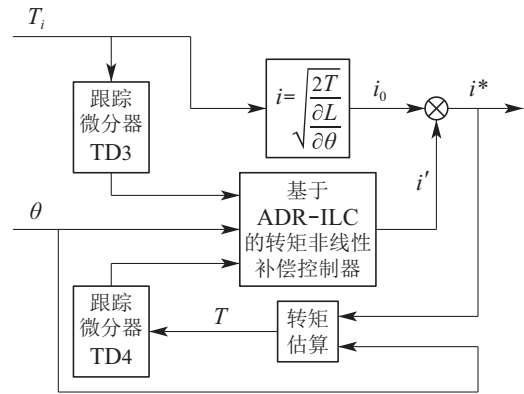 T_i
i=√(2T/(∂L/∂θ))
i_0
i*
跟踪
微分器
TD3
i′
基于
ADR-ILC
的转矩非线性
补偿控制器
θ
跟踪
微分器
TD4
T
转矩
估算